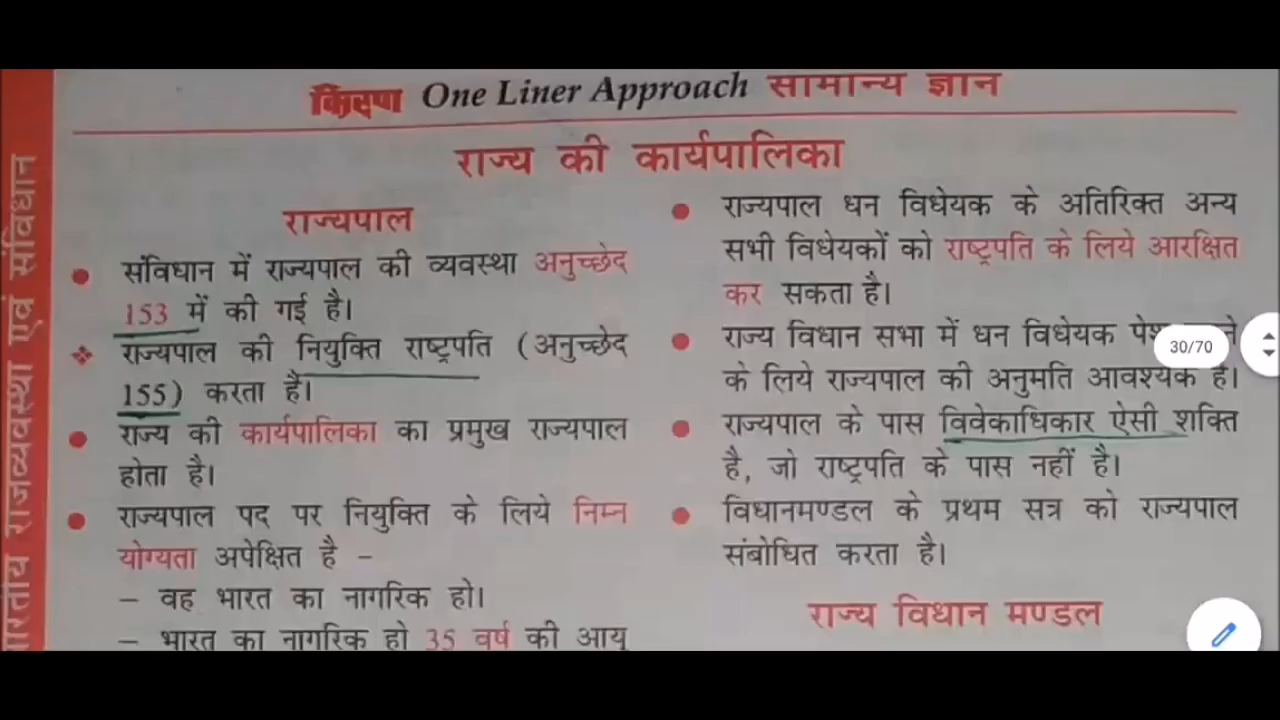 किरण One Liner Approach सामान्य ज्ञान
राज्य की कार्यपालिका
राज्यपाल
संविधान में राज्यपाल की व्यवस्था अनुच्छेद
153 में की गई है।
राज्यपाल की नियुक्ति राष्ट्रपति (अनुच्छेद
155) करता है।
राज्य की कार्यपालिका का प्रमुख राज्यपाल
होता है।
राज्यपाल पद पर नियुक्ति के लिये निम्न
योग्यता अपेक्षित है –
– वह भारत का नागरिक हो।
– भारत का नागरिक हो 35 वर्ष की आयु
राज्यपाल धन विधेयक के अतिरिक्त अन्य
सभी विधेयकों को राष्ट्रपति के लिये आरक्षित
कर सकता है।
राज्य विधान सभा में धन विधेयक
के लिये राज्यपाल की अनुमति आवश्यक है।
राज्यपाल के पास विवेकाधिकार ऐसी शक्ति
है, जो राष्ट्रपति के पास नहीं है।
विधानमण्डल के प्रथम सत्र को राज्यपाल
संबोधित करता है।
राज्य विधान मण्डल
30/70
राजव्यवस्था एवं संविधान